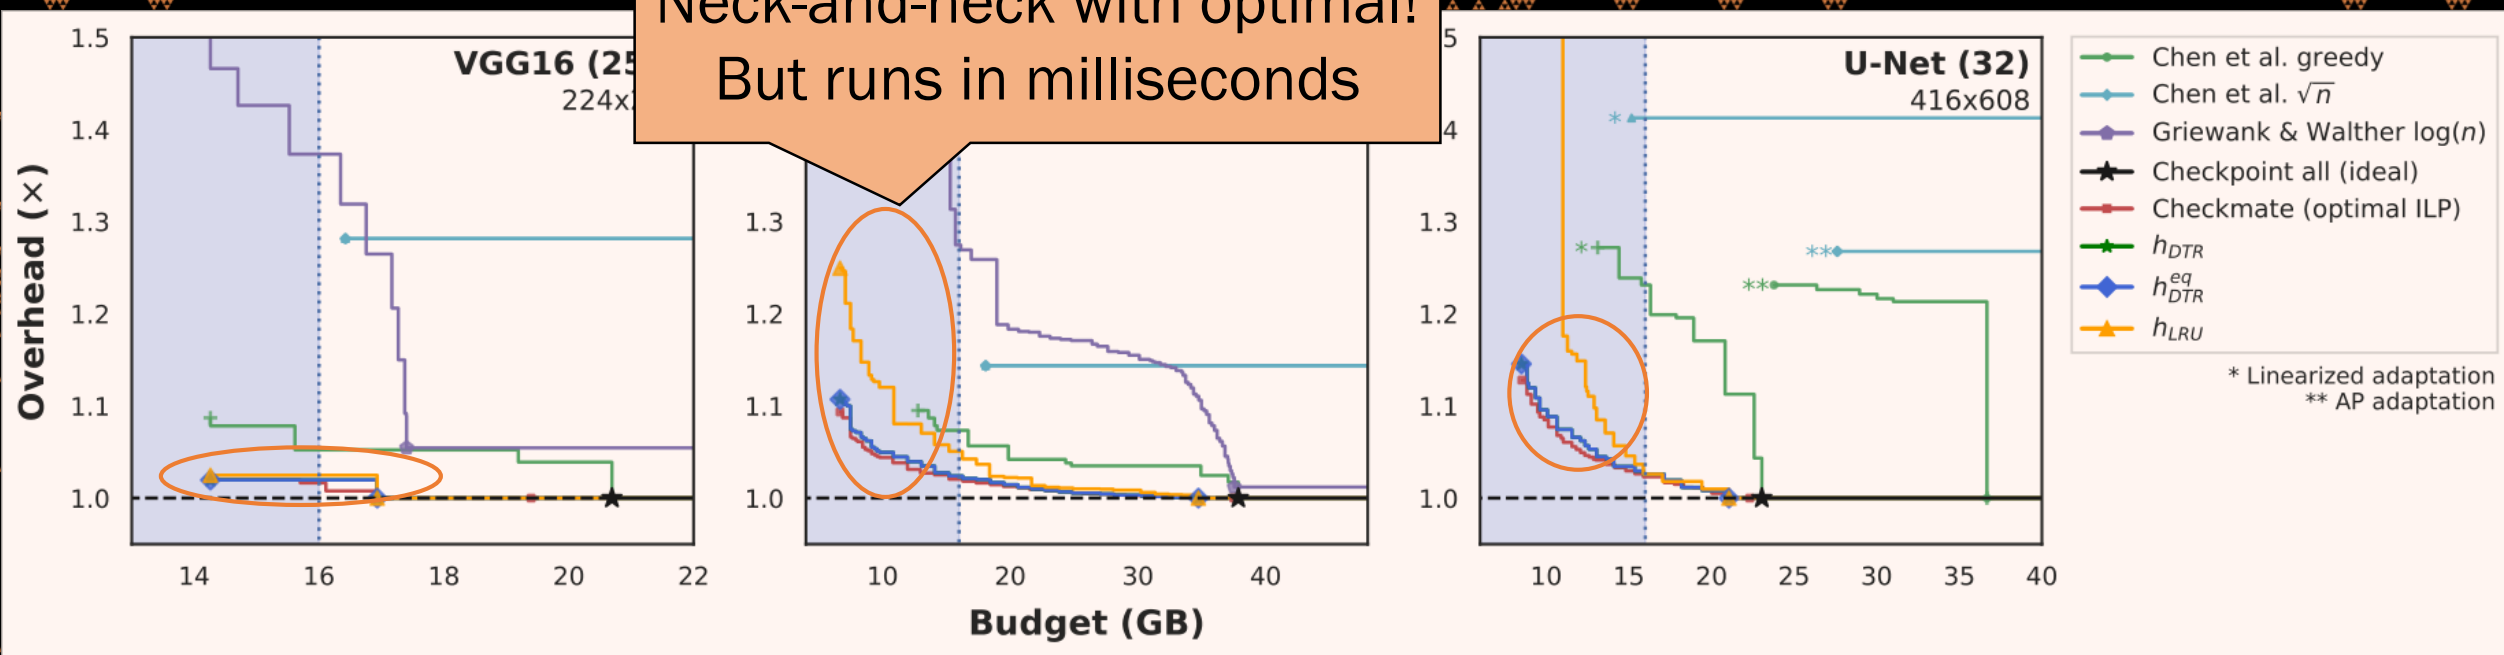 Neck-and-neck with optimal!
But runs in milliseconds
1.5
1.4
1.3
1.2
1.1
1.0
Overhead (×)
VGG16 (25
224x
14 16 18 20 22
1.3
1.2
1.1
1.0
10 20 30 40
Budget (GB)
5
4
1.3
1.2
1.1
1.0
U-Net (32)
416x608
*
*
**
**
10 15 20 25 30 35 40
Chen et al. greedy
Chen et al. √n
Griewank & Walther log(n)
Checkpoint all (ideal)
Checkmate (optimal ILP)
h_DTR
h^eq_DTR
h_LRU
* Linearized adaptation
** AP adaptation